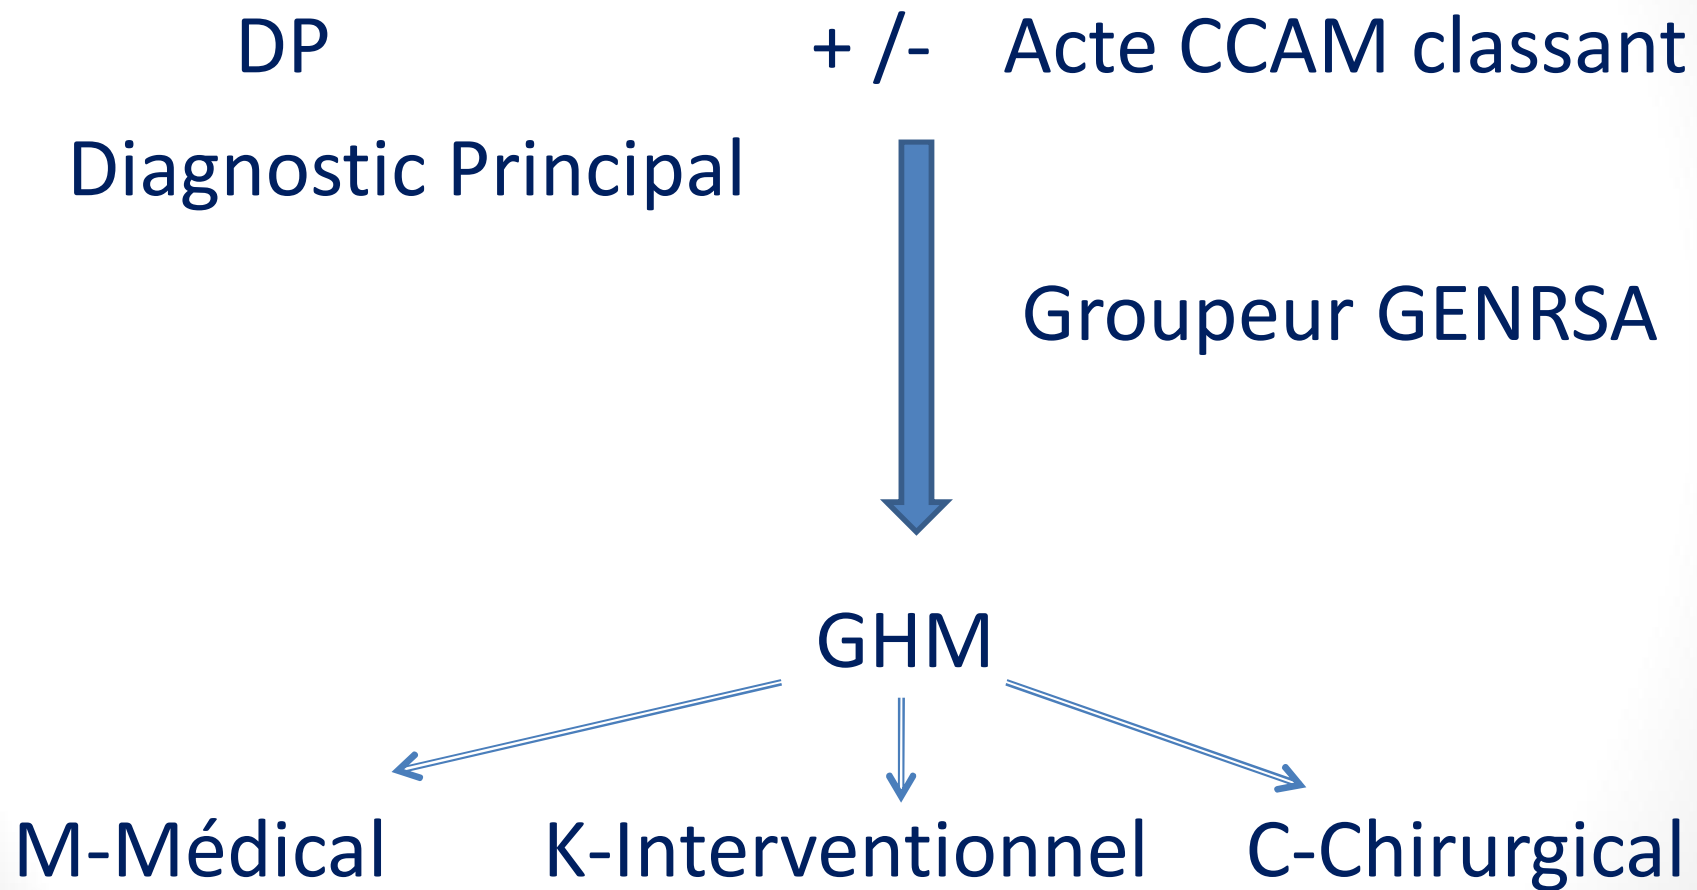 DP + /- Acte CCAM classant
Diagnostic Principal
Groupeur GENRSA
GHM
M-Médical K-Interventionnel C-Chirurgical